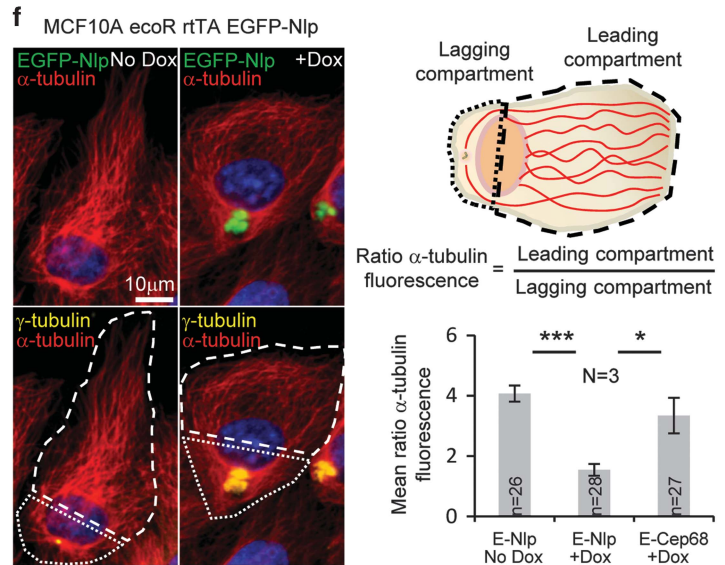 f
MCF10A ecoR rtTA EGFP-Nlp
EGFP-Nlp No Dox
α-tubulin
EGFP-Nlp +Dox
α-tubulin
10μm
γ-tubulin
α-tubulin
γ-tubulin
α-tubulin
Lagging
compartment
Leading
compartment
Ratio α-tubulin
fluorescence
=
Leading compartment
Lagging compartment
Mean ratio α-tubulin
fluorescence
6
4
2
0
***
*
N=3
n=26
n=28
n=27
E-Nlp
No Dox
E-Nlp
+Dox
E-Cep68
+Dox